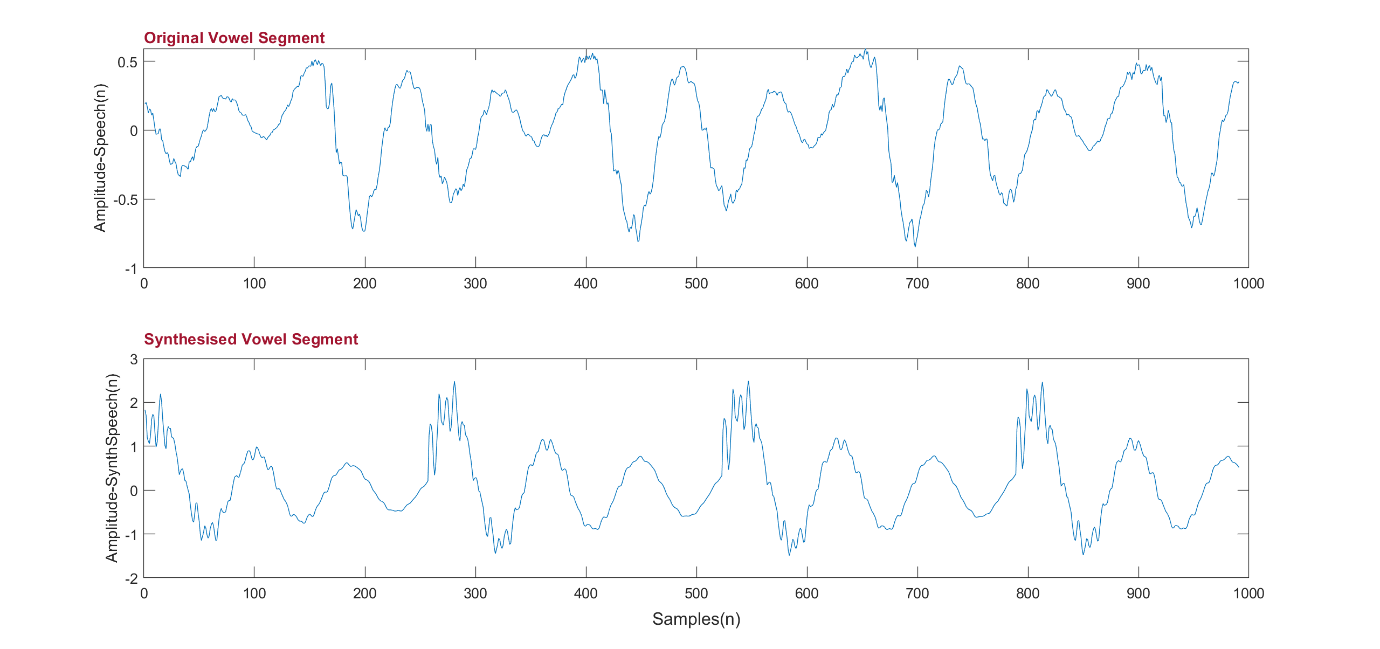 Original Vowel Segment
Amplitude-Speech(n)
0.5
0
-0.5
-1
0 100 200 300 400 500 600 700 800 900 1000
Synthesised Vowel Segment
Amplitude-SynthSpeech(n)
3
2
1
0
-1
-2
0 100 200 300 400 500 600 700 800 900 1000
Samples(n)